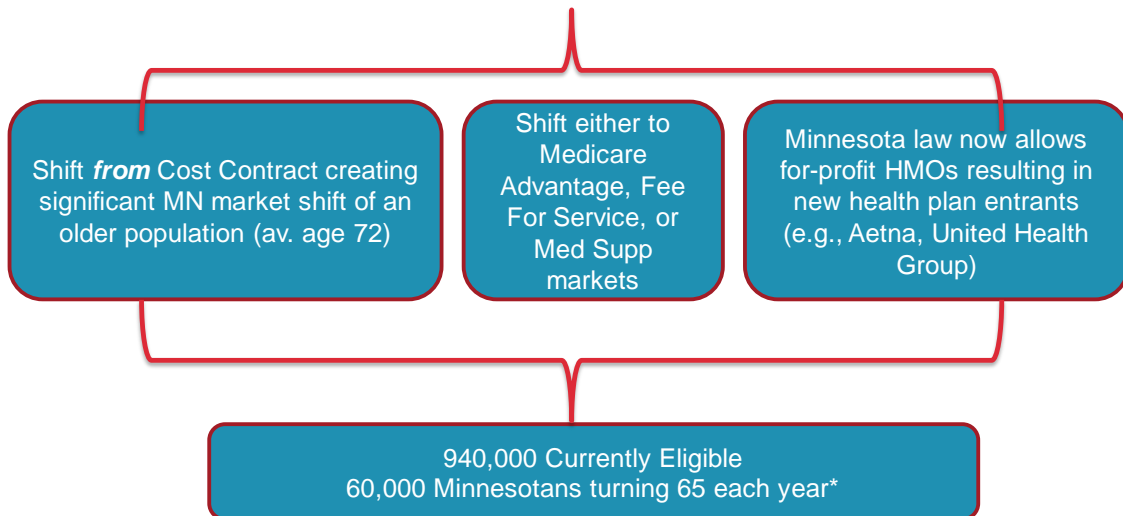 Shift from Cost Contract creating
significant MN market shift of an
older population (av. age 72)
Shift either to
Medicare
Advantage, Fee
For Service, or
Med Supp
markets
Minnesota law now allows
for-profit HMOs resulting in
new health plan entrants
(e.g., Aetna, United Health
Group)
940,000 Currently Eligible
60,000 Minnesotans turning 65 each year*